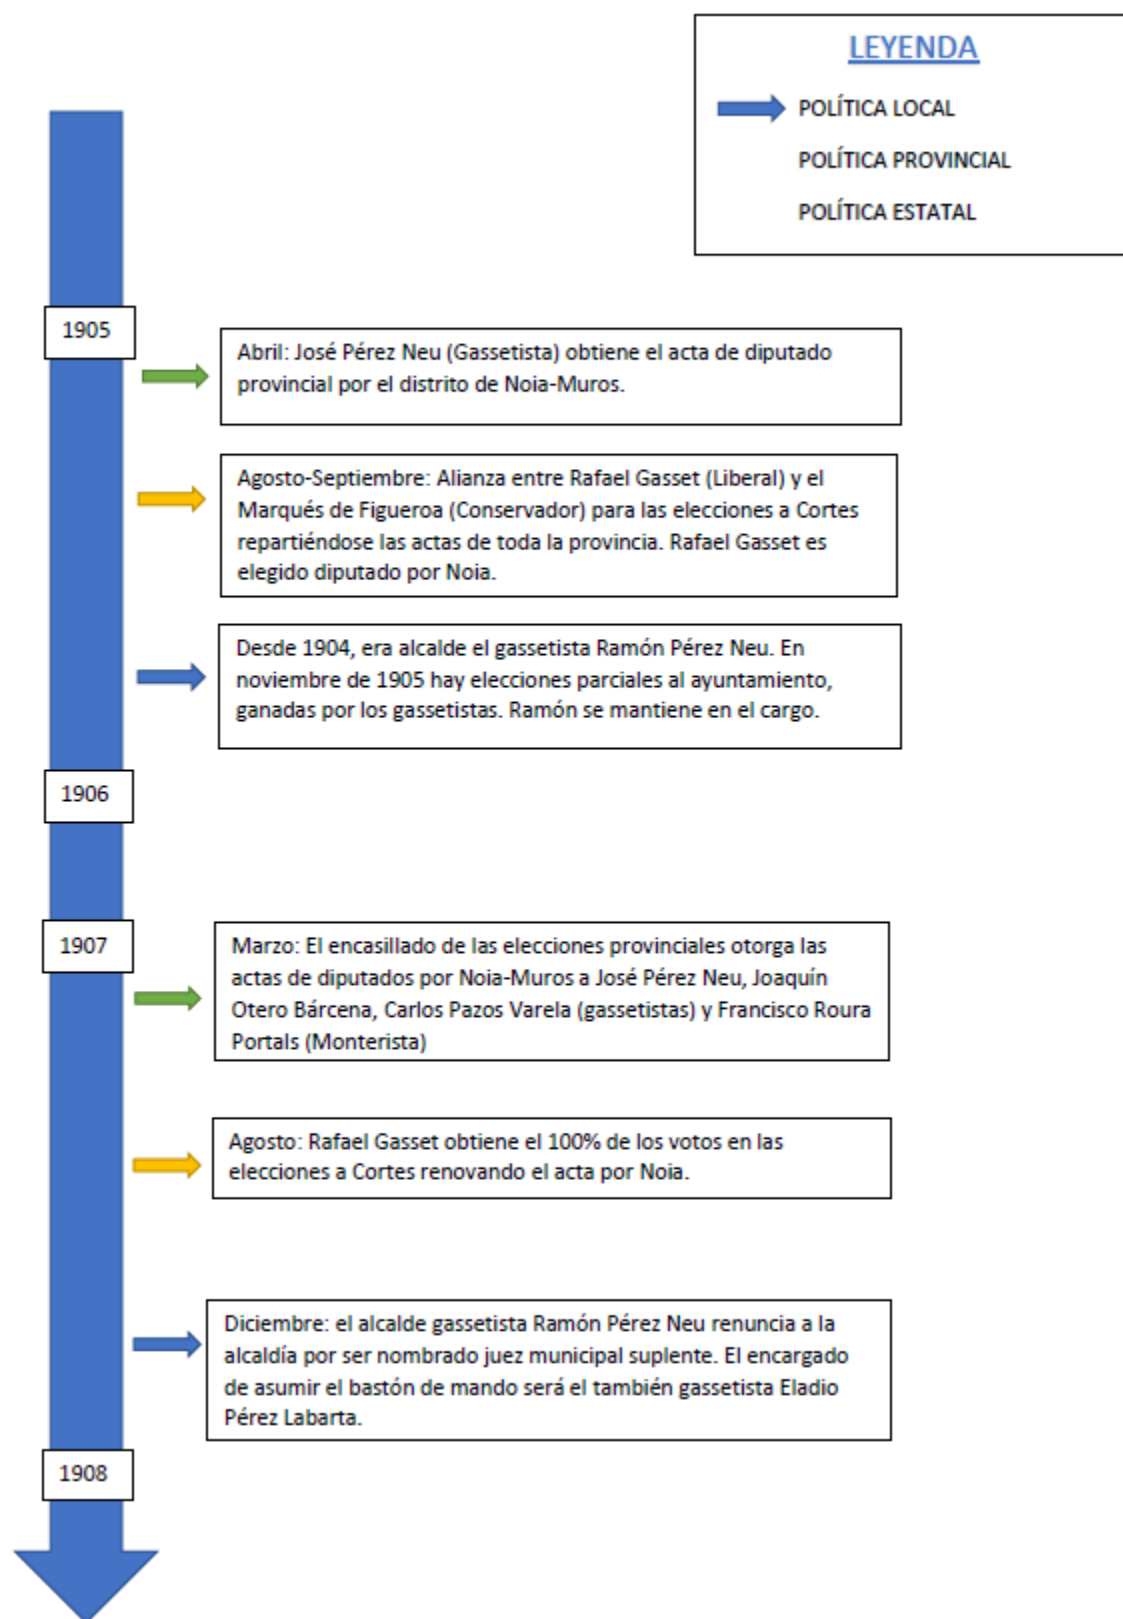 LEYENDA
POLÍTICA LOCAL
POLÍTICA PROVINCIAL
POLÍTICA ESTATAL
1905
Abril: José Pérez Neu (Gassetista) obtiene el acta de diputado
provincial por el distrito de Noia-Muros.
Agosto-Septiembre: Alianza entre Rafael Gasset (Liberal) y el
Marqués de Figueroa (Conservador) para las elecciones a Cortes
repartiéndose las actas de toda la provincia. Rafael Gasset es
elegido diputado por Noia.
Desde 1904, era alcalde el gassetista Ramón Pérez Neu. En
noviembre de 1905 hay elecciones parciales al ayuntamiento,
ganadas por los gassetistas. Ramón se mantiene en el cargo.
1906
1907
Marzo: El encasillado de las elecciones provinciales otorga las
actas de diputados por Noia-Muros a José Pérez Neu, Joaquín
Otero Bárcena, Carlos Pazos Varela (gassetistas) y Francisco Roura
Portals (Monterista)
Agosto: Rafael Gasset obtiene el 100% de los votos en las
elecciones a Cortes renovando el acta por Noia.
Diciembre: el alcalde gassetista Ramón Pérez Neu renuncia a la
alcaldía por ser nombrado juez municipal suplente. El encargado
de asumir el bastón de mando será el también gassetista Eladio
Pérez Labarta.
1908